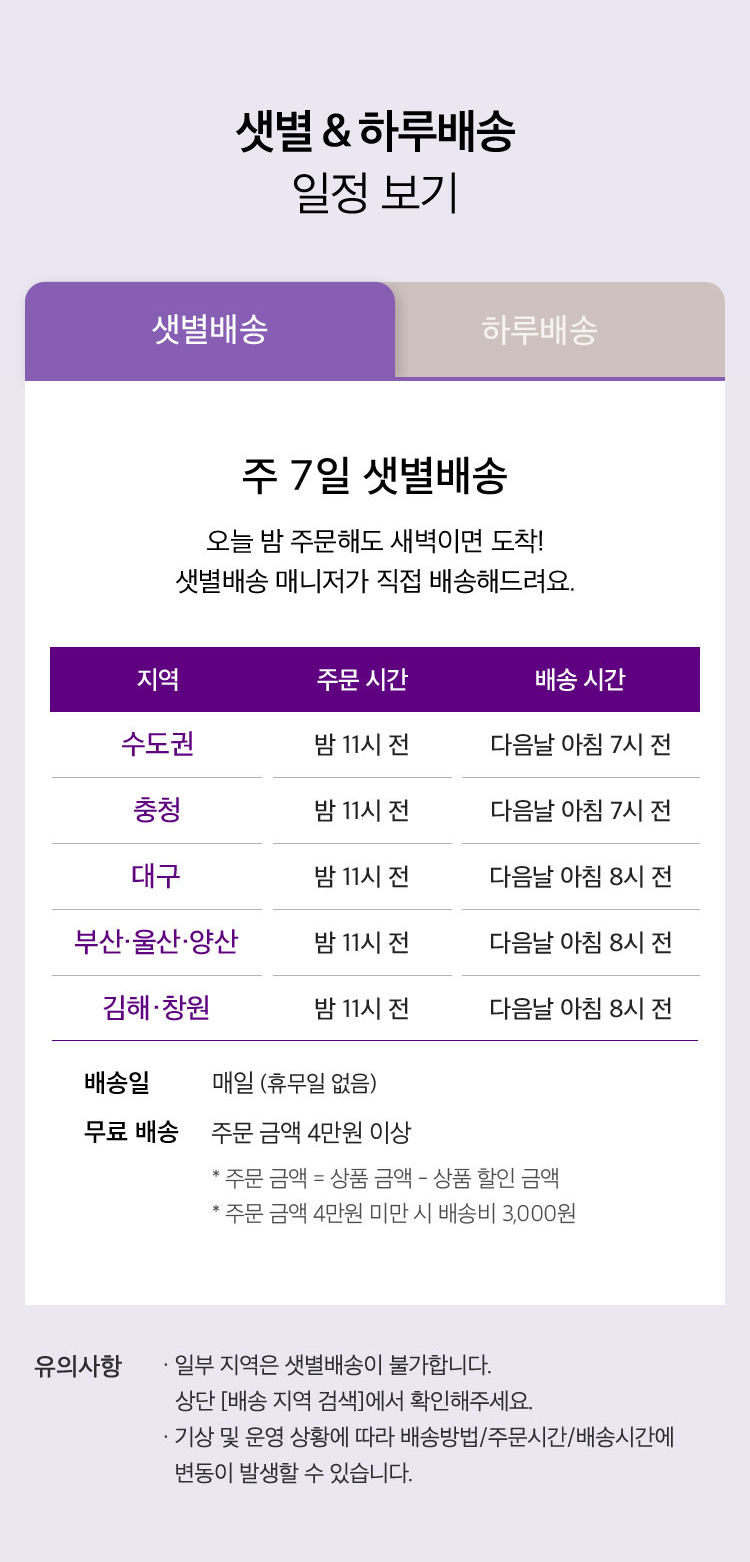 샛별 & 하루배송
일정 보기
샛별배송 하루배송
주 7일 샛별배송
오늘 밤 주문해도 새벽이면 도착!
샛별배송 매니저가 직접 배송해드려요.
지역 주문 시간 배송 시간
수도권 밤 11시 전 다음날 아침 7시 전
충청 밤 11시 전 다음날 아침 7시 전
대구 밤 11시 전 다음날 아침 8시 전
부산·울산·양산 밤 11시 전 다음날 아침 8시 전
김해·창원 밤 11시 전 다음날 아침 8시 전
배송일 매일 (휴무일 없음)
무료 배송 주문 금액 4만원 이상
* 주문 금액 = 상품 금액 - 상품 할인 금액
* 주문 금액 4만원 미만 시 배송비 3,000원
유의사항 · 일부 지역은 샛별배송이 불가합니다.
상단 [배송 지역 검색]에서 확인해주세요.
· 기상 및 운영 상황에 따라 배송방법/주문시간/배송시간에
변동이 발생할 수 있습니다.